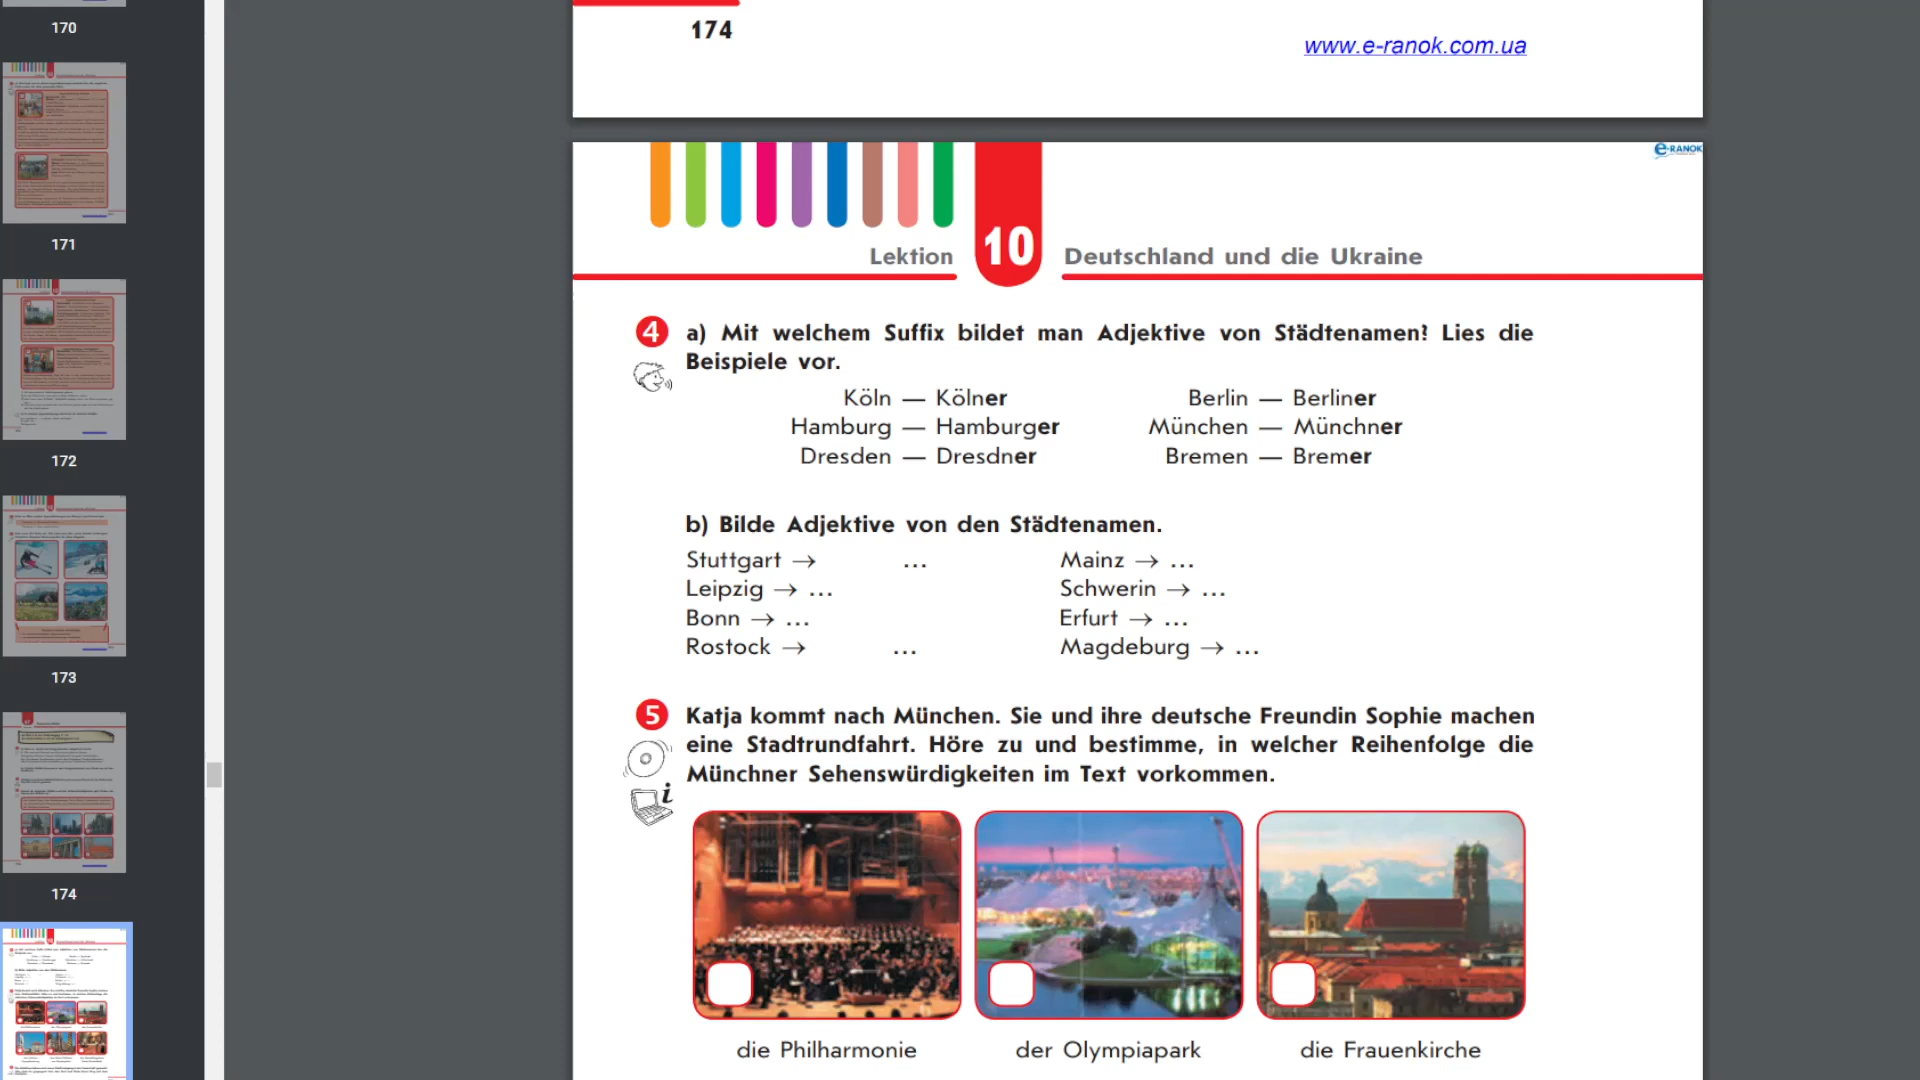 170
171
172
173
174
174
www.e-ranok.com.ua
e-RANOK
Lektion 10 Deutschland und die Ukraine
4 a) Mit welchem Suffix bildet man Adjektive von Städtenamen? Lies die
Beispiele vor.
Köln — Kölner Berlin — Berliner
Hamburg — Hamburger München — Münchner
Dresden — Dresdner Bremen — Bremer
b) Bilde Adjektive von den Städtenamen.
Stuttgart → ... Mainz → ...
Leipzig → ... Schwerin → ...
Bonn → ... Erfurt → ...
Rostock → ... Magdeburg → ...
5 Katja kommt nach München. Sie und ihre deutsche Freundin Sophie machen
eine Stadtrundfahrt. Höre zu und bestimme, in welcher Reihenfolge die
Münchner Sehenswürdigkeiten im Text vorkommen.
i
die Philharmonie der Olympiapark die Frauenkirche